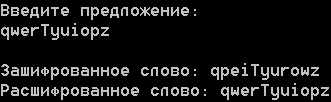 Введите предложение:
qwerTyuiopz

Зашифрованное слово: qpeiTyurowz
Расшифрованное слово: qwerTyuiopz